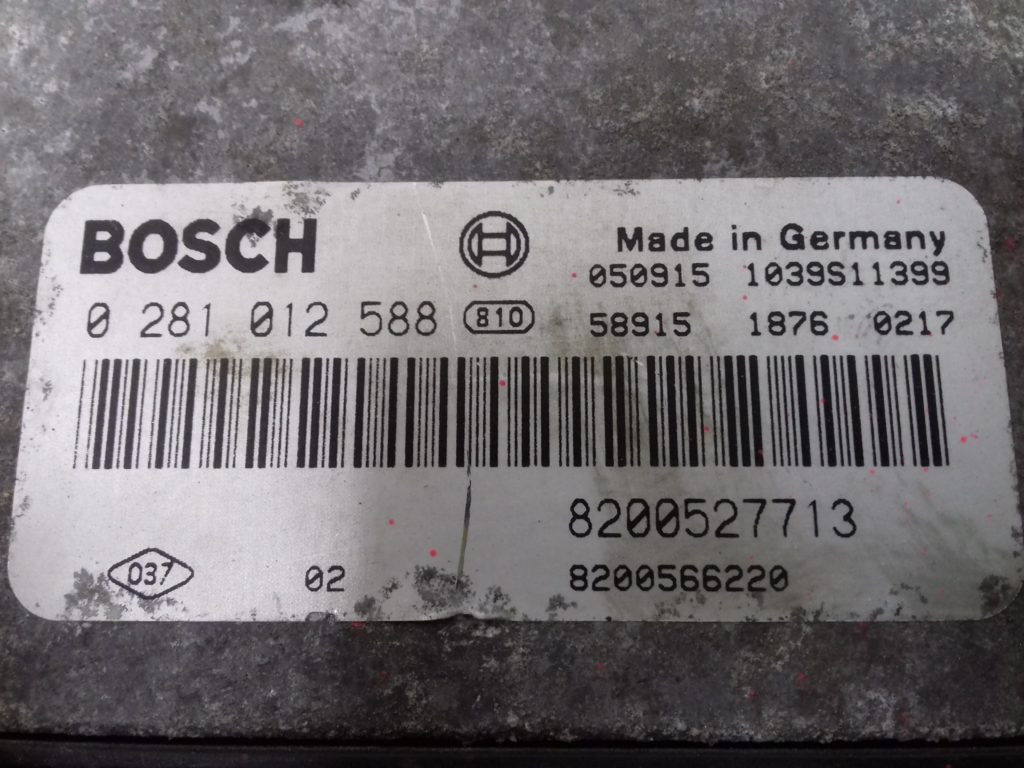 BOSCH
Made in Germany
050915 1039S11399
0 281 012 588 810
58915 1876 0217
8200527713
037 02 8200566220